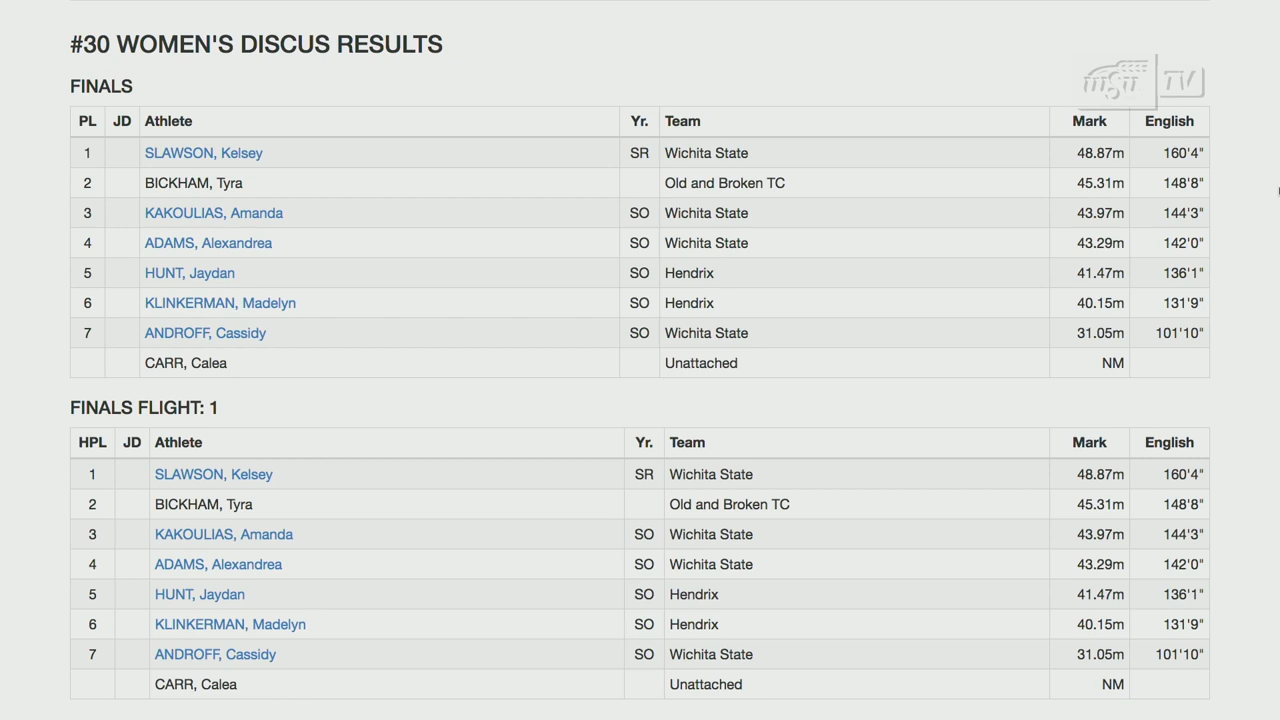 #30 WOMEN'S DISCUS RESULTS
TV
FINALS
PL JD Athlete Yr. Team Mark English
1 SLAWSON, Kelsey SR Wichita State 48.87m 160'4"
2 BICKHAM, Tyra Old and Broken TC 45.31m 148'8"
3 KAKOULIAS, Amanda SO Wichita State 43.97m 144'3"
4 ADAMS, Alexandrea SO Wichita State 43.29m 142'0"
5 HUNT, Jaydan SO Hendrix 41.47m 136'1"
6 KLINKERMAN, Madelyn SO Hendrix 40.15m 131'9"
7 ANDROFF, Cassidy SO Wichita State 31.05m 101'10"
CARR, Calea Unattached NM
FINALS FLIGHT: 1
HPL JD Athlete Yr. Team Mark English
1 SLAWSON, Kelsey SR Wichita State 48.87m 160'4"
2 BICKHAM, Tyra Old and Broken TC 45.31m 148'8"
3 KAKOULIAS, Amanda SO Wichita State 43.97m 144'3"
4 ADAMS, Alexandrea SO Wichita State 43.29m 142'0"
5 HUNT, Jaydan SO Hendrix 41.47m 136'1"
6 KLINKERMAN, Madelyn SO Hendrix 40.15m 131'9"
7 ANDROFF, Cassidy SO Wichita State 31.05m 101'10"
CARR, Calea Unattached NM